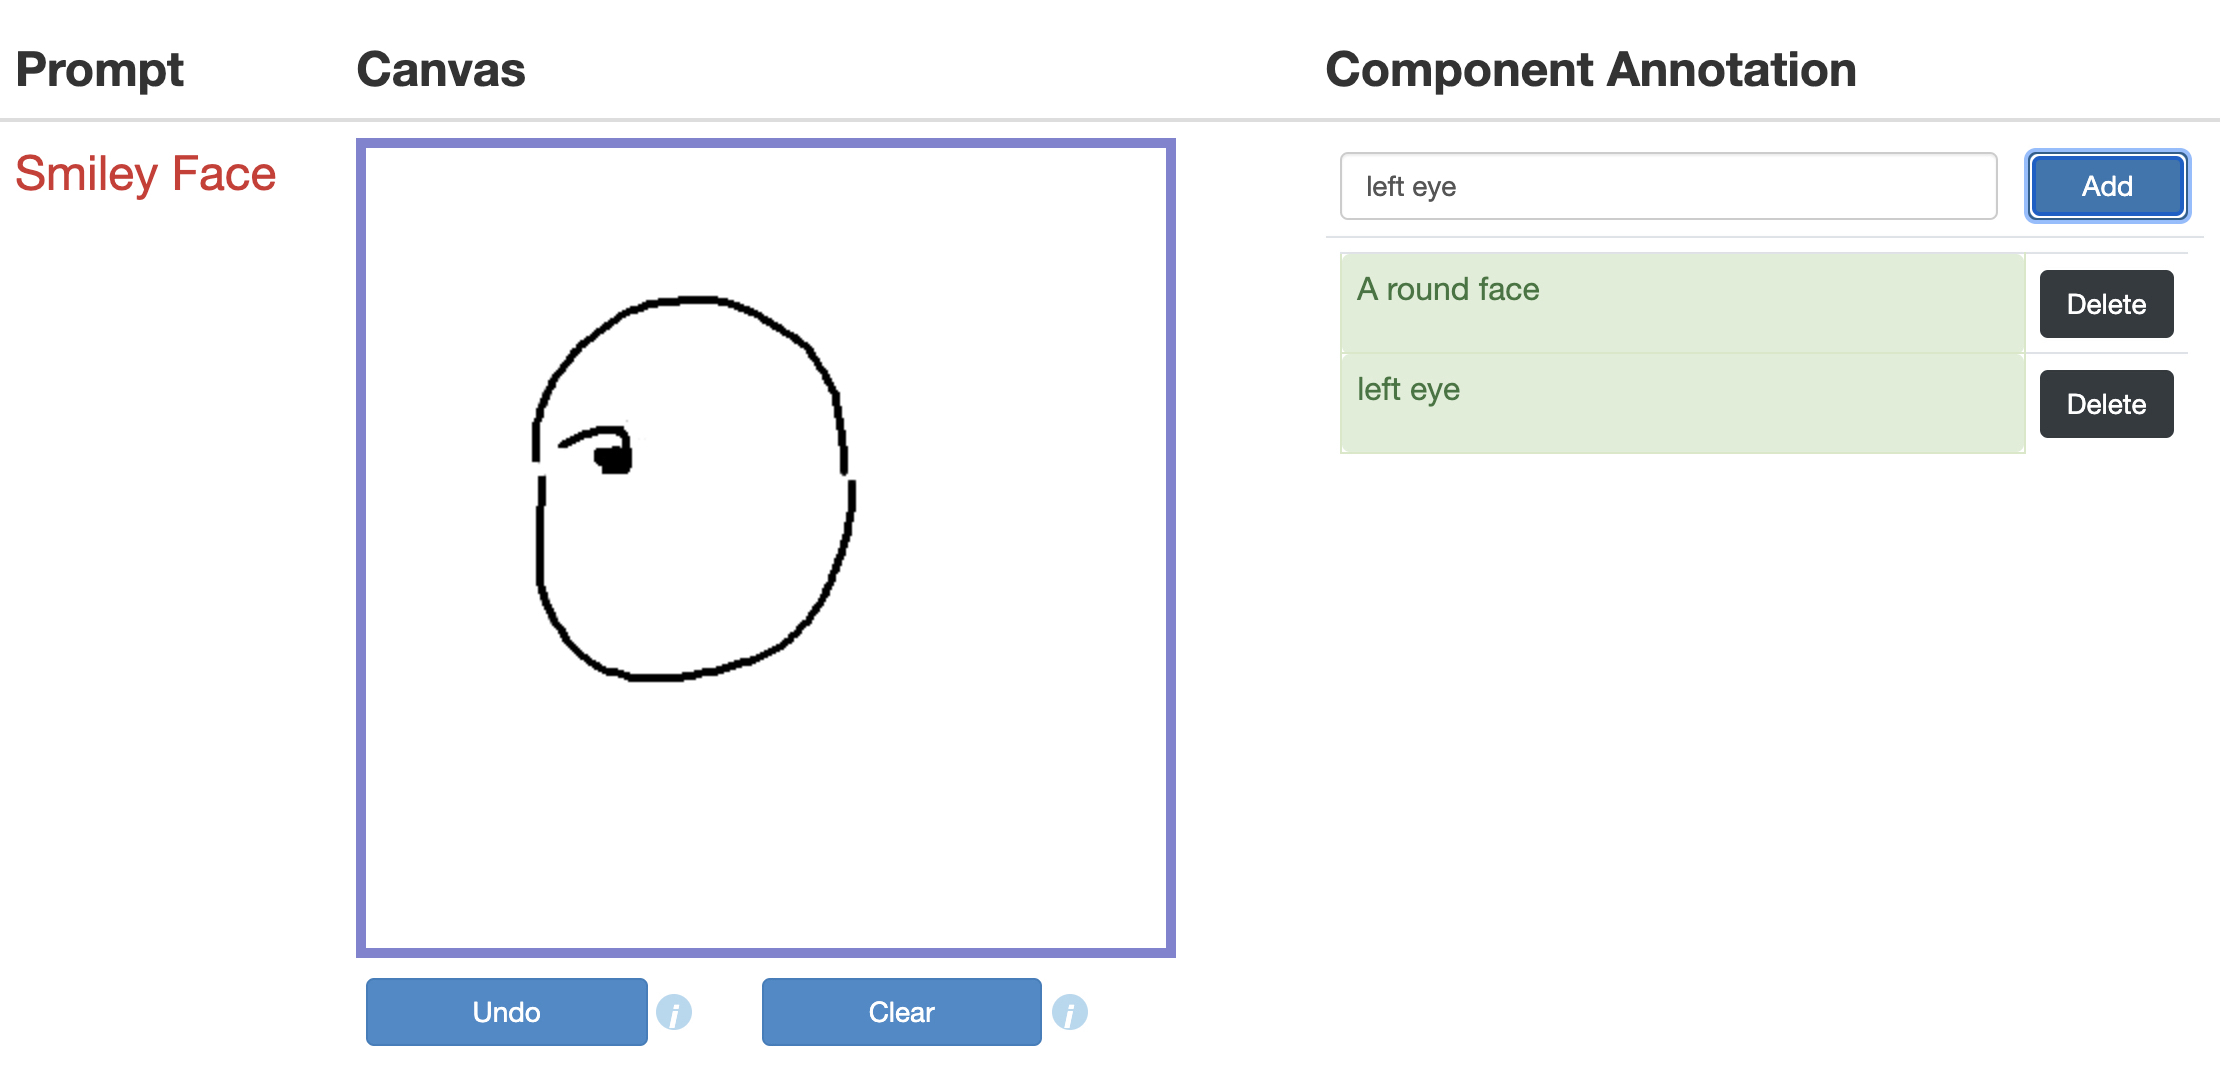 Prompt
Canvas
Component Annotation
Smiley Face
left eye
Add
A round face
Delete
left eye
Delete
Undo
i
Clear
i